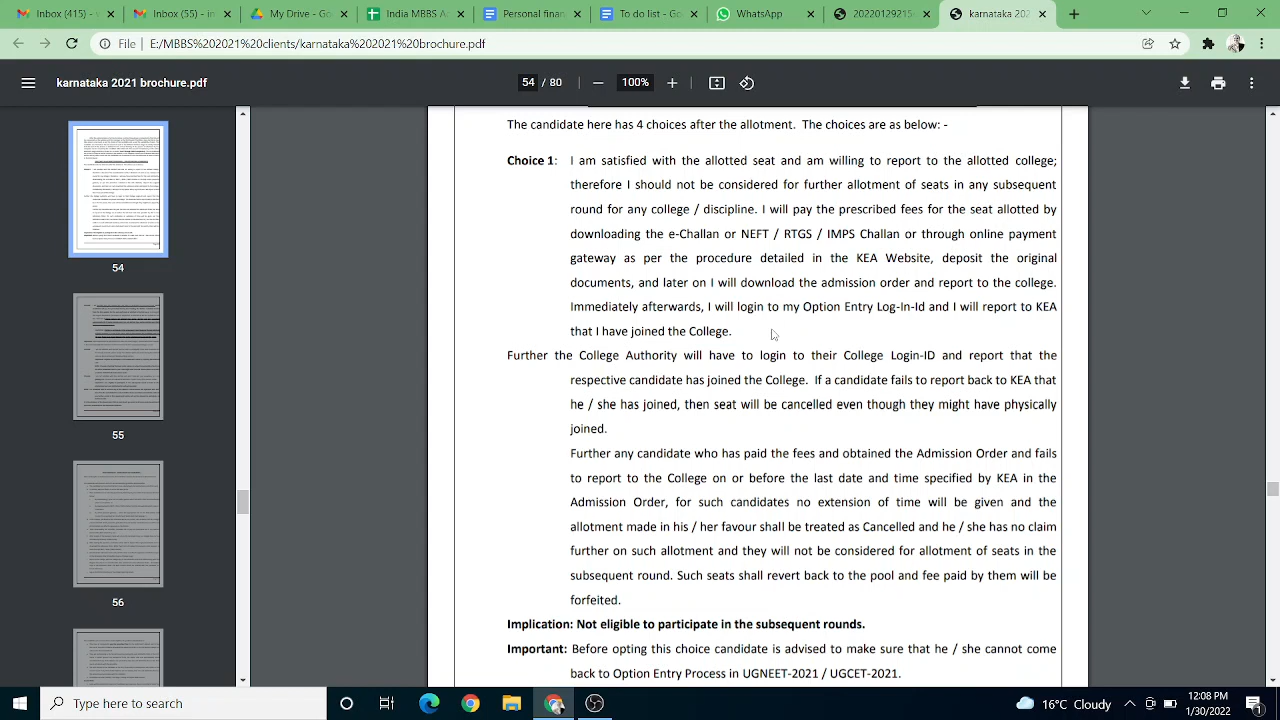 Inbox (415) -
Inbox (55) - in
My Drive - Go
India MBBS A
Personal finan
To do list - Go
WhatsApp
20220129215
karnataka 202
File
E:/MBBS%202021%20clients/karnataka%202021%20brochure.pdf
karnataka 2021 brochure.pdf
54 / 80
100%
54
55
56
The candidate here has 4 choices after the allotment . The choices are as below: -
Choice 1: I am satisfied with the allotted seat and am willing to report to the allotted college;
therefore I should not be considered for further allotment of seats in any subsequent
round for any college / discipline. I will pay the prescribed fees for the seat allotted by
downloading the e-Challan or NEFT / RTGS / IMPS Challan or through online payment
gateway as per the procedure detailed in the KEA Website, deposit the original
documents, and later on I will download the admission order and report to the college.
Immediately afterwards, I will login to my Option Entry Log-In-Id and I will report to KEA
that I have joined the College.
Further the College Authority will have to login to their College Login-ID and report that the
respective candidate has joined the College. If a candidate fails to report back to KEA that
he / she has joined, then seat will be cancelled even though they might have physically
joined.
Further any candidate who has paid the fees and obtained the Admission Order and fails
to report to the College on or before the last date and time specified by KEA in the
Admission Order, for such candidates no extension of time will be given and the
allotment made in his / her favour shall be treated as Cancelled and he / she has no claim
further on such allotment and they will not be considered for allotment of seats in the
subsequent round. Such seats shall revert back to the pool and fee paid by them will be
forfeited.
Implication: Not eligible to participate in the subsequent rounds.
Important: Before opting this choice candidate is advised to make sure that he / she cannot come
back to Option Entry Process in UGNEET-2021 / UGCET-2021.
Type here to search
16°C Cloudy
12:08 PM
1/30/2022